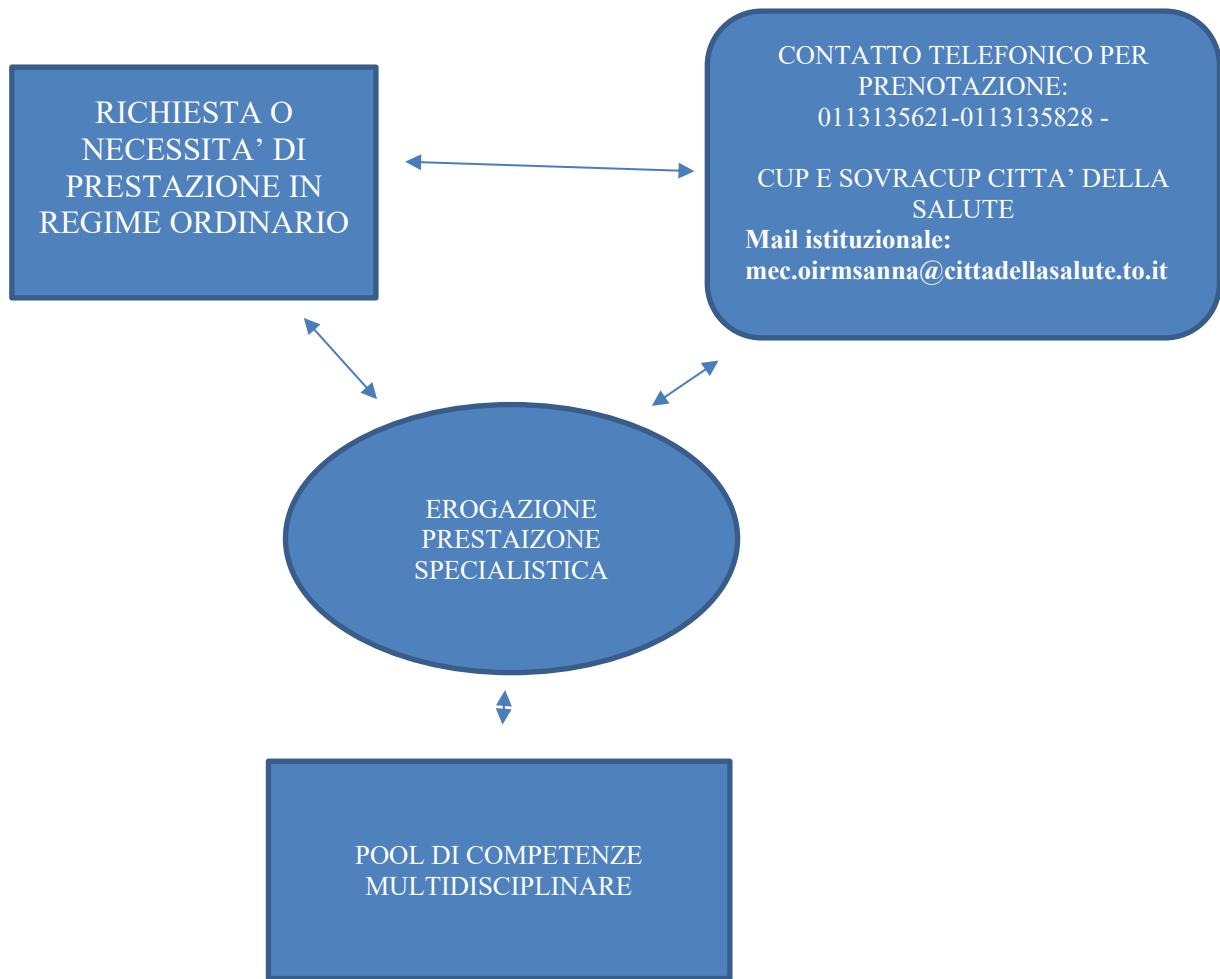 RICHIESTA O
NECESSITA’ DI
PRESTAZIONE IN
REGIME ORDINARIO
CONTATTO TELEFONICO PER
PRENOTAZIONE:
0113135621-0113135828 -
CUP E SOVRACUP CITTA’ DELLA
SALUTE
Mail istituzionale:
mec.oirmsanna@cittadellasalute.to.it
EROGAZIONE
PRESTAIZONE
SPECIALISTICA
POOL DI COMPETENZE
MULTIDISCIPLINARE